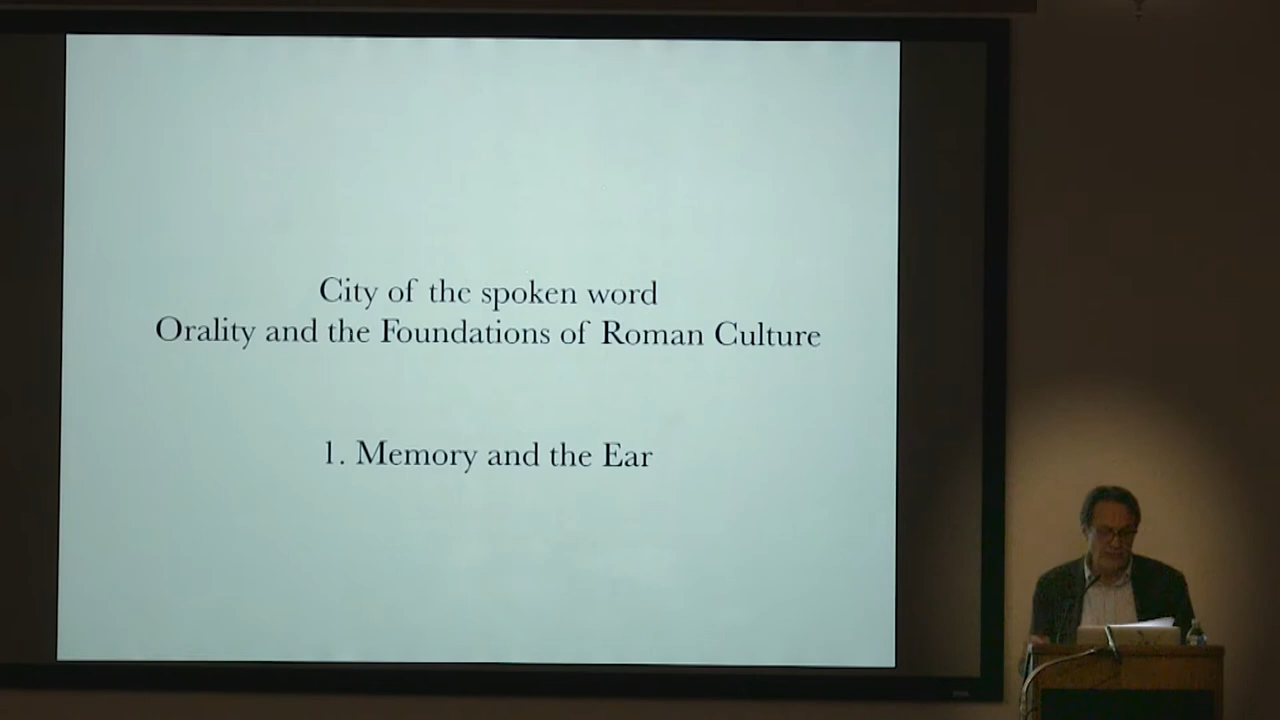 City of the spoken word
Orality and the Foundations of Roman Culture
1. Memory and the Ear